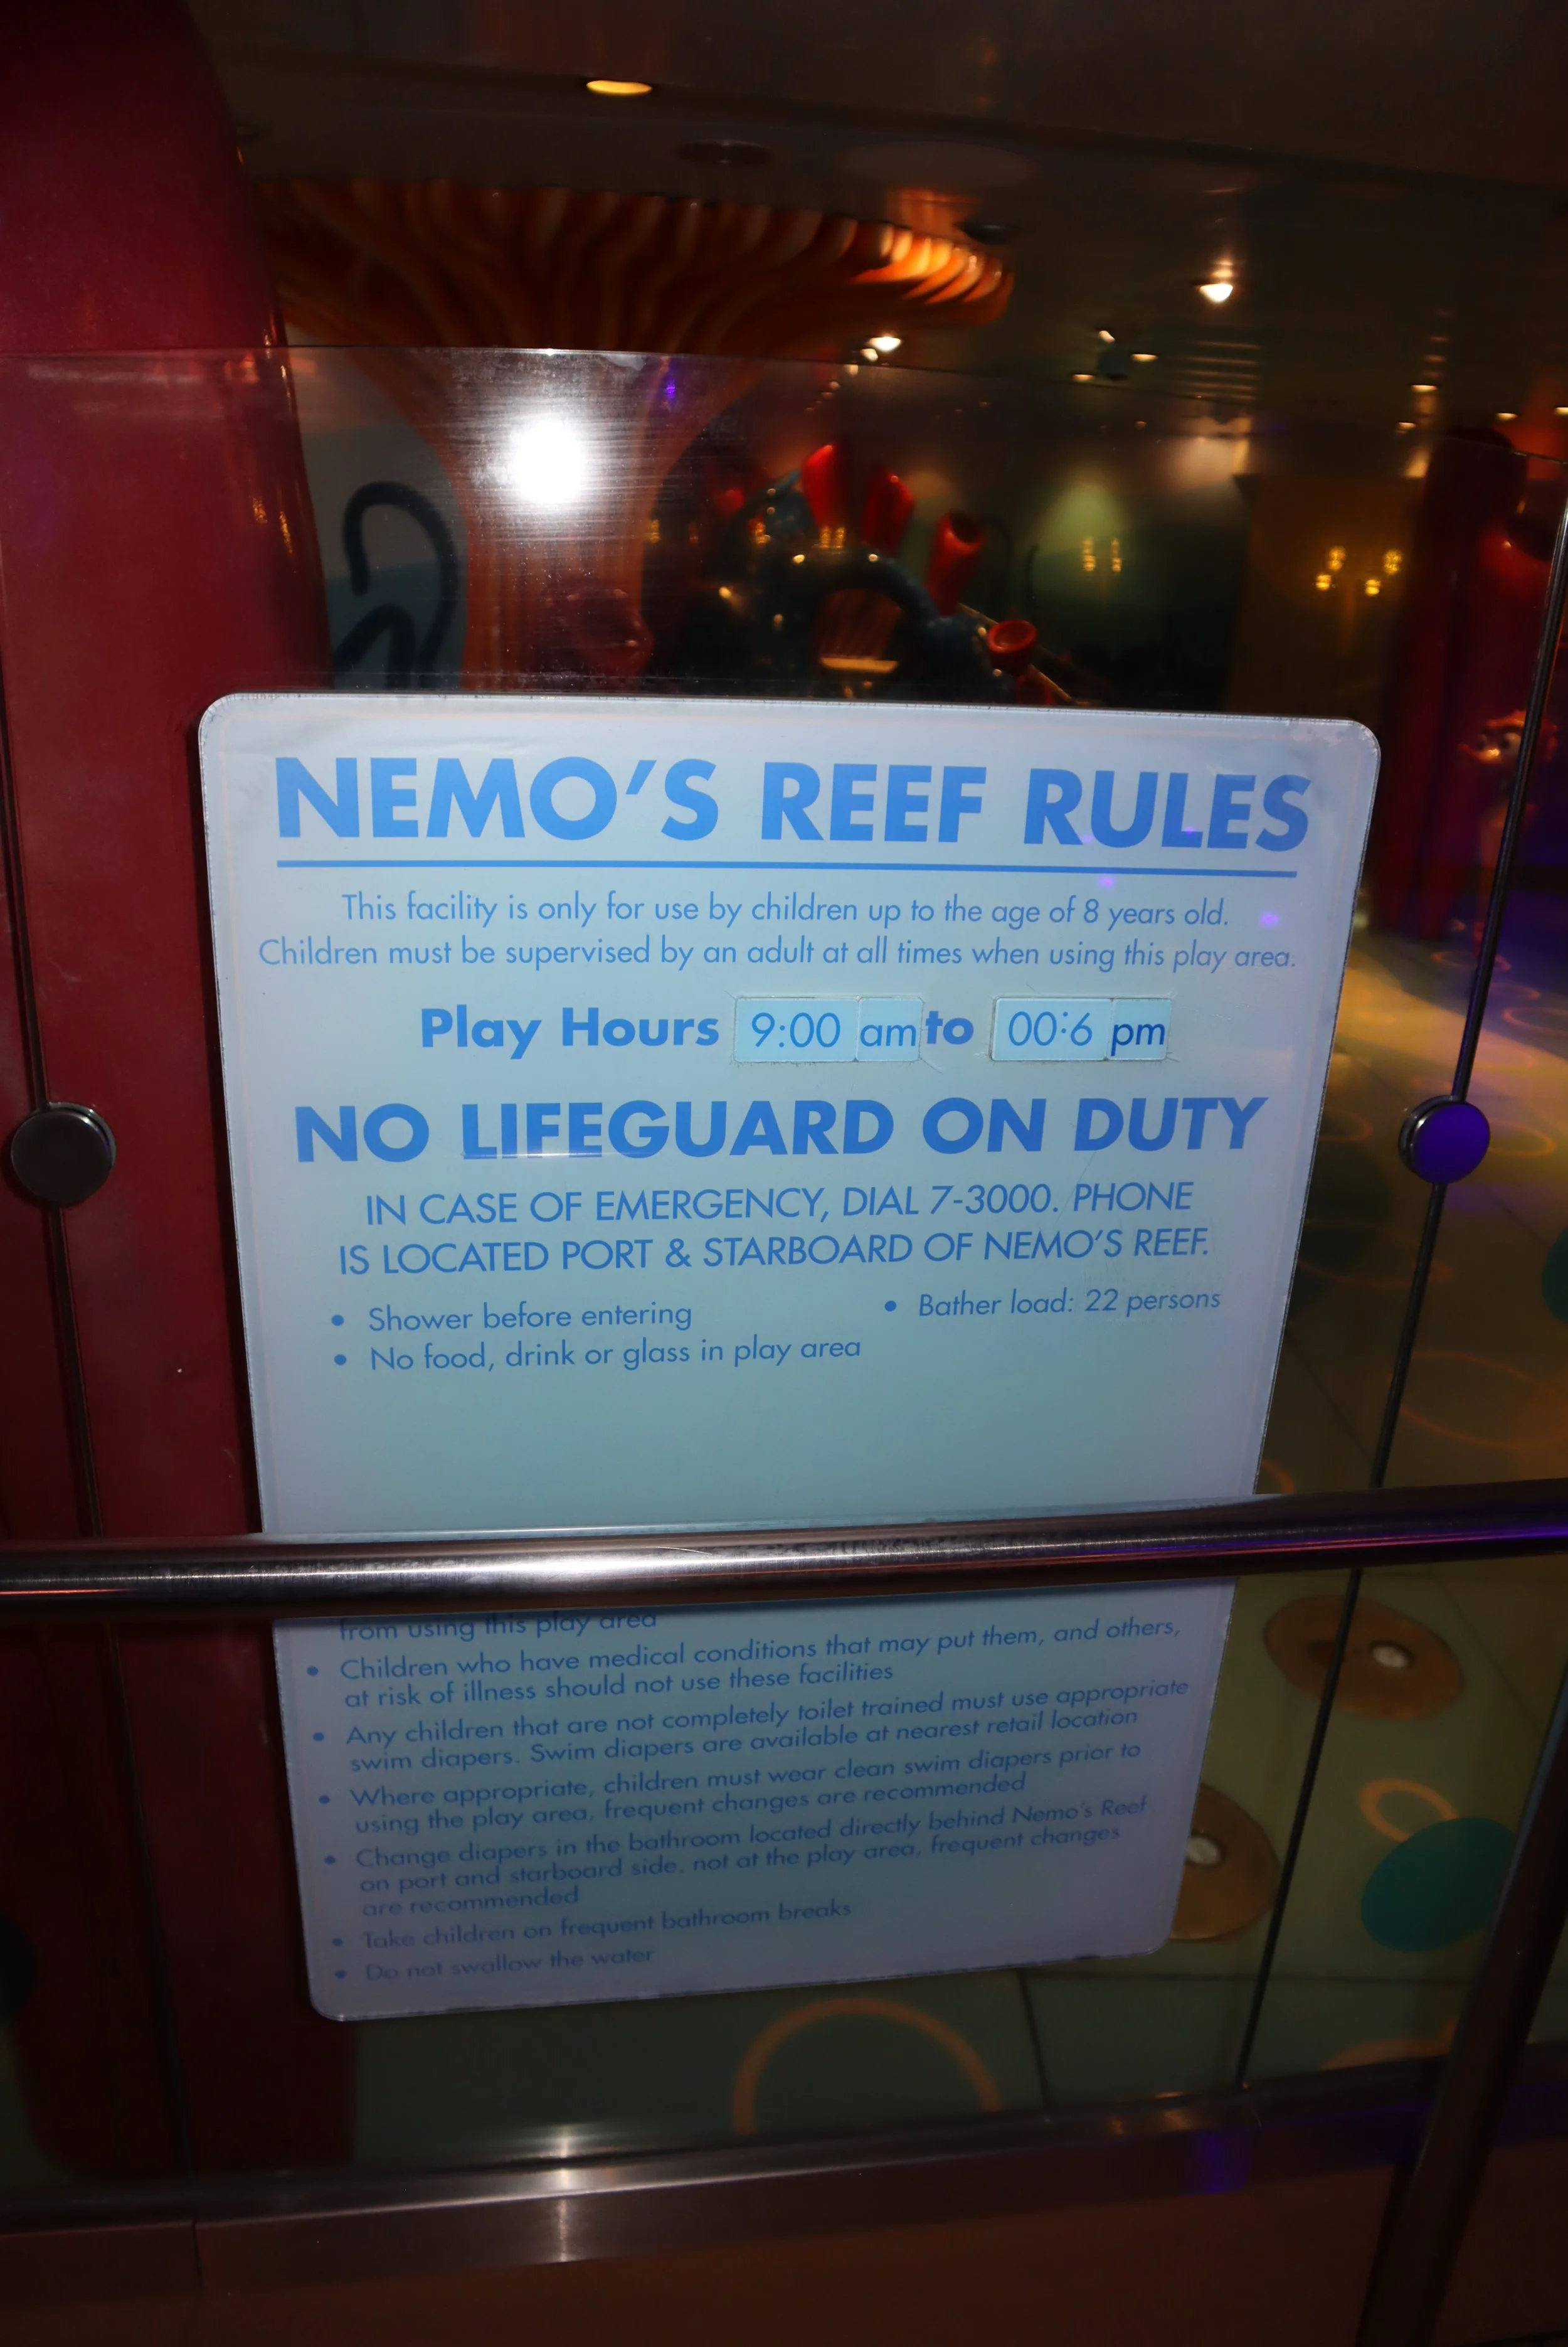 NEMO'S REEF RULES
This facility is only for use by children up to the age of 8 years old.
Children must be supervised by an adult at all times when using this play area.
Play Hours 9:00 am to 00:6 pm
NO LIFEGUARD ON DUTY
IN CASE OF EMERGENCY, DIAL 7-3000. PHONE
IS LOCATED PORT & STARBOARD OF NEMO'S REEF.
• Shower before entering
• Bather load: 22 persons
• No food, drink or glass in play area
from using this play area
• Children who have medical conditions that may put them, and others,
at risk of illness should not use these facilities
• Any children that are not completely toilet trained must use appropriate
swim diapers. Swim diapers are available at nearest retail location
• Where appropriate, children must wear clean swim diapers prior to
using the play area, frequent changes are recommended
• Change diapers in the bathroom located directly behind Nemo's Reef
on port and starboard side, not at the play area, frequent changes
are recommended
• Take children on frequent bathroom breaks
• Do not swallow the water